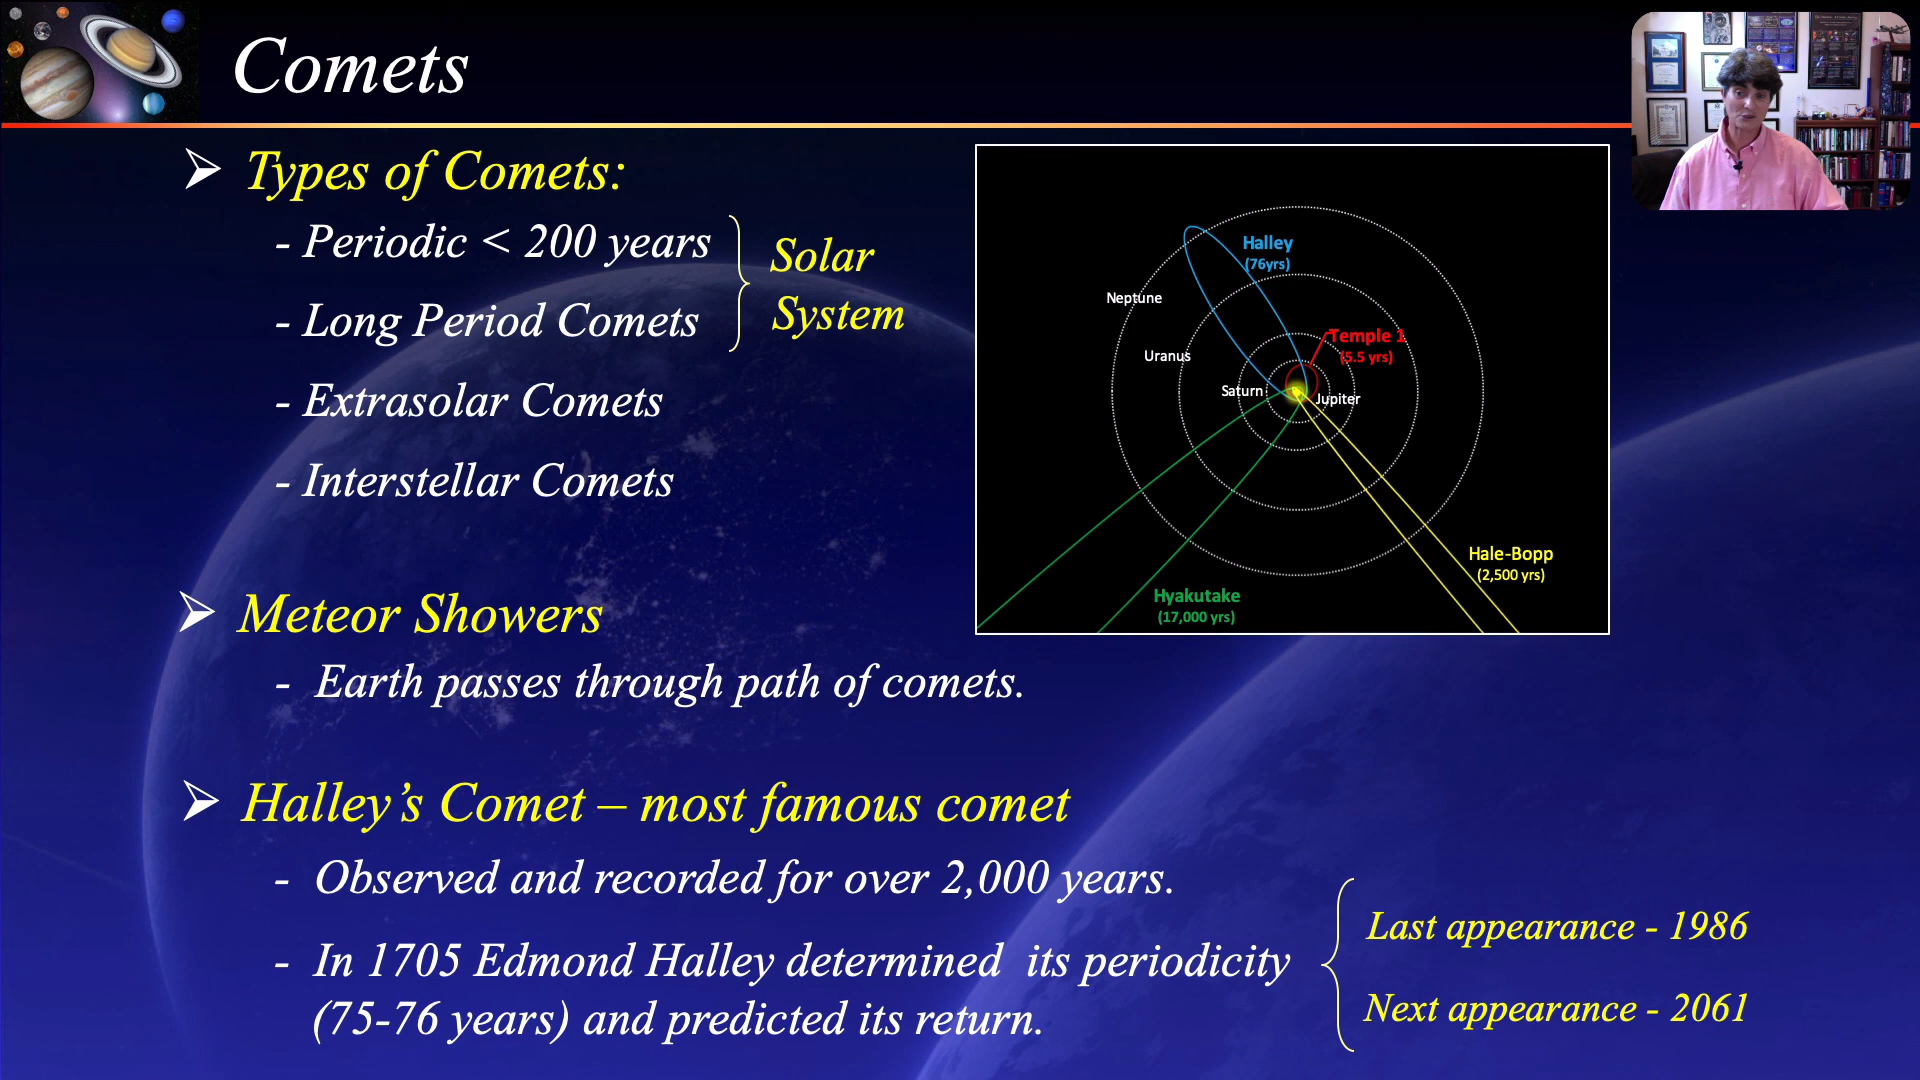 Comets
➢ Types of Comets:
- Periodic < 200 years
- Long Period Comets
Solar
System
- Extrasolar Comets
- Interstellar Comets
Halley
(76yrs)
Neptune
Temple 1
(5.5 yrs)
Uranus
Saturn
Jupiter
Hale-Bopp
(2,500 yrs)
Hyakutake
(17,000 yrs)
➢ Meteor Showers
- Earth passes through path of comets.
➢ Halley’s Comet – most famous comet
- Observed and recorded for over 2,000 years.
- In 1705 Edmond Halley determined its periodicity
(75-76 years) and predicted its return.
Last appearance - 1986
Next appearance - 2061